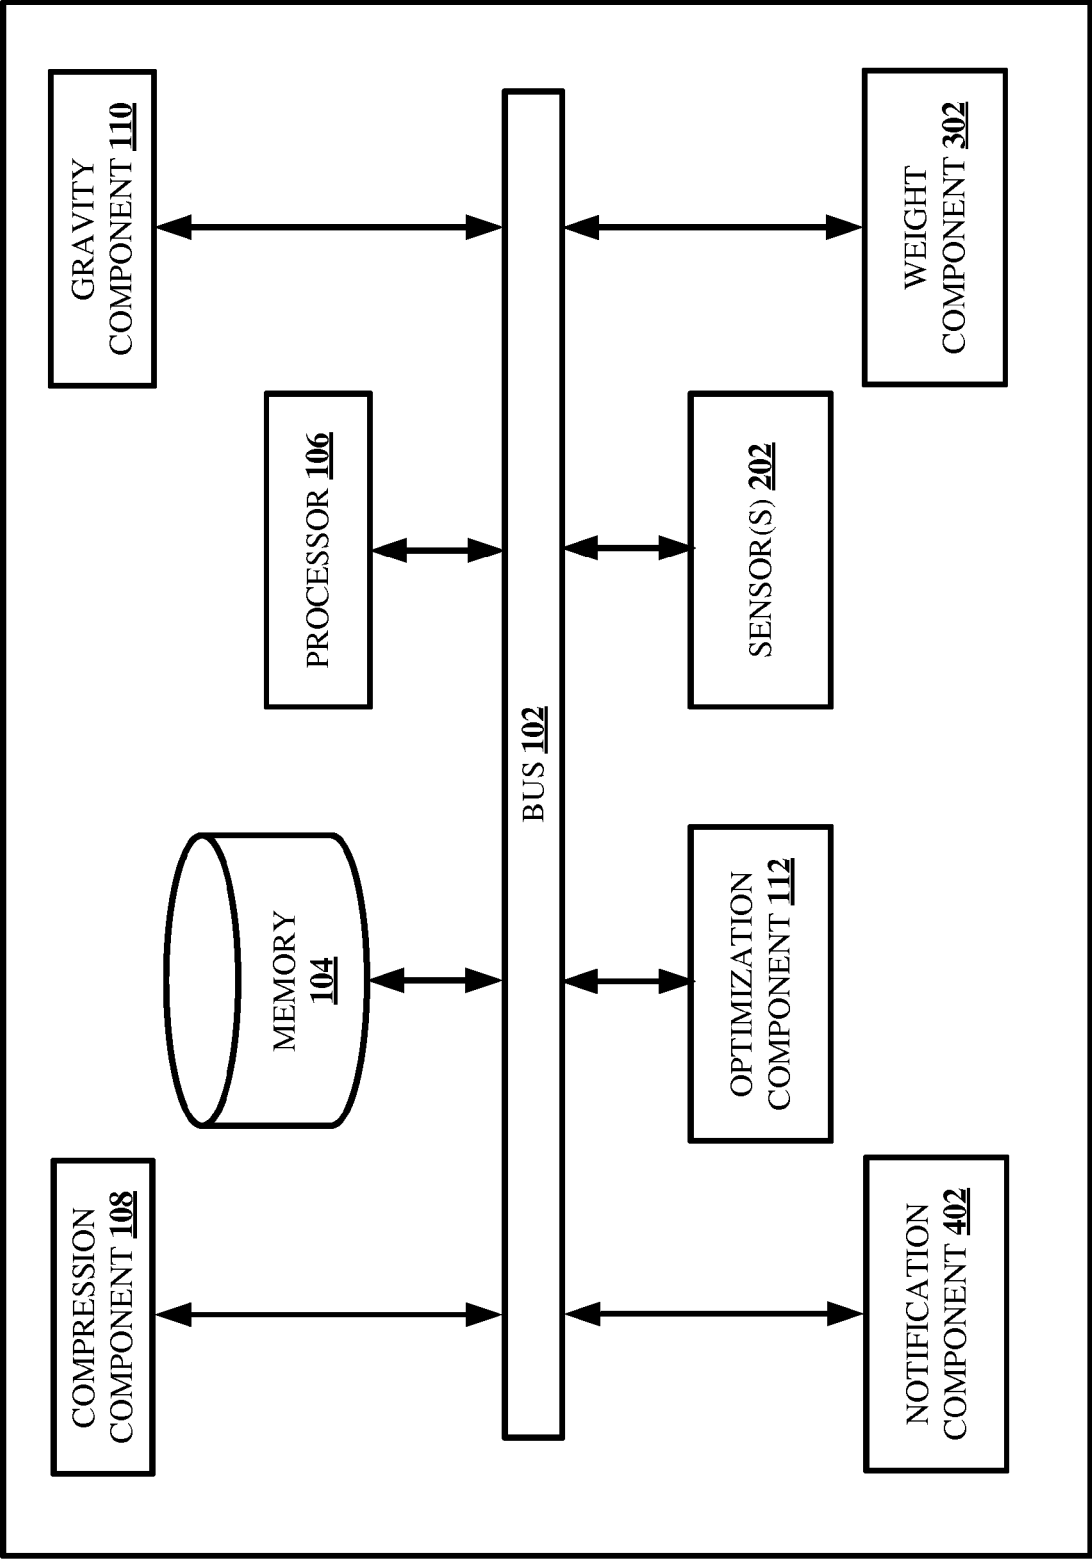 COMPRESSION
COMPONENT 108
MEMORY
104
PROCESSOR 106
GRAVITY
COMPONENT 110
BUS 102
NOTIFICATION
COMPONENT 402
OPTIMIZATION
COMPONENT 112
SENSOR(S) 202
WEIGHT
COMPONENT 302